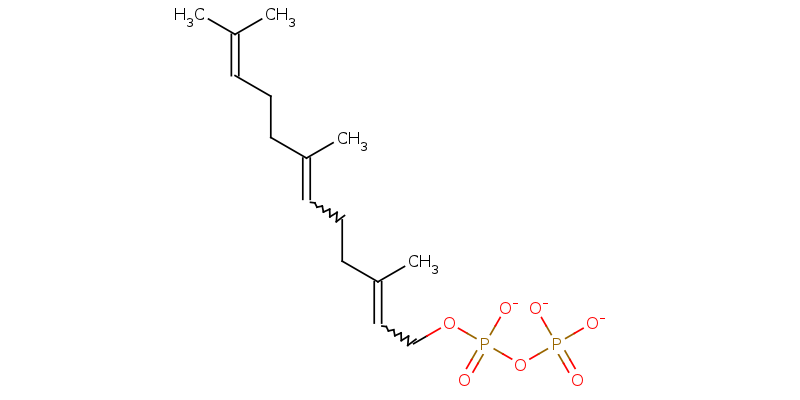 H₃C CH₃
CH₃
CH₃
O⁻ O⁻
O O⁻
P P
O
O O